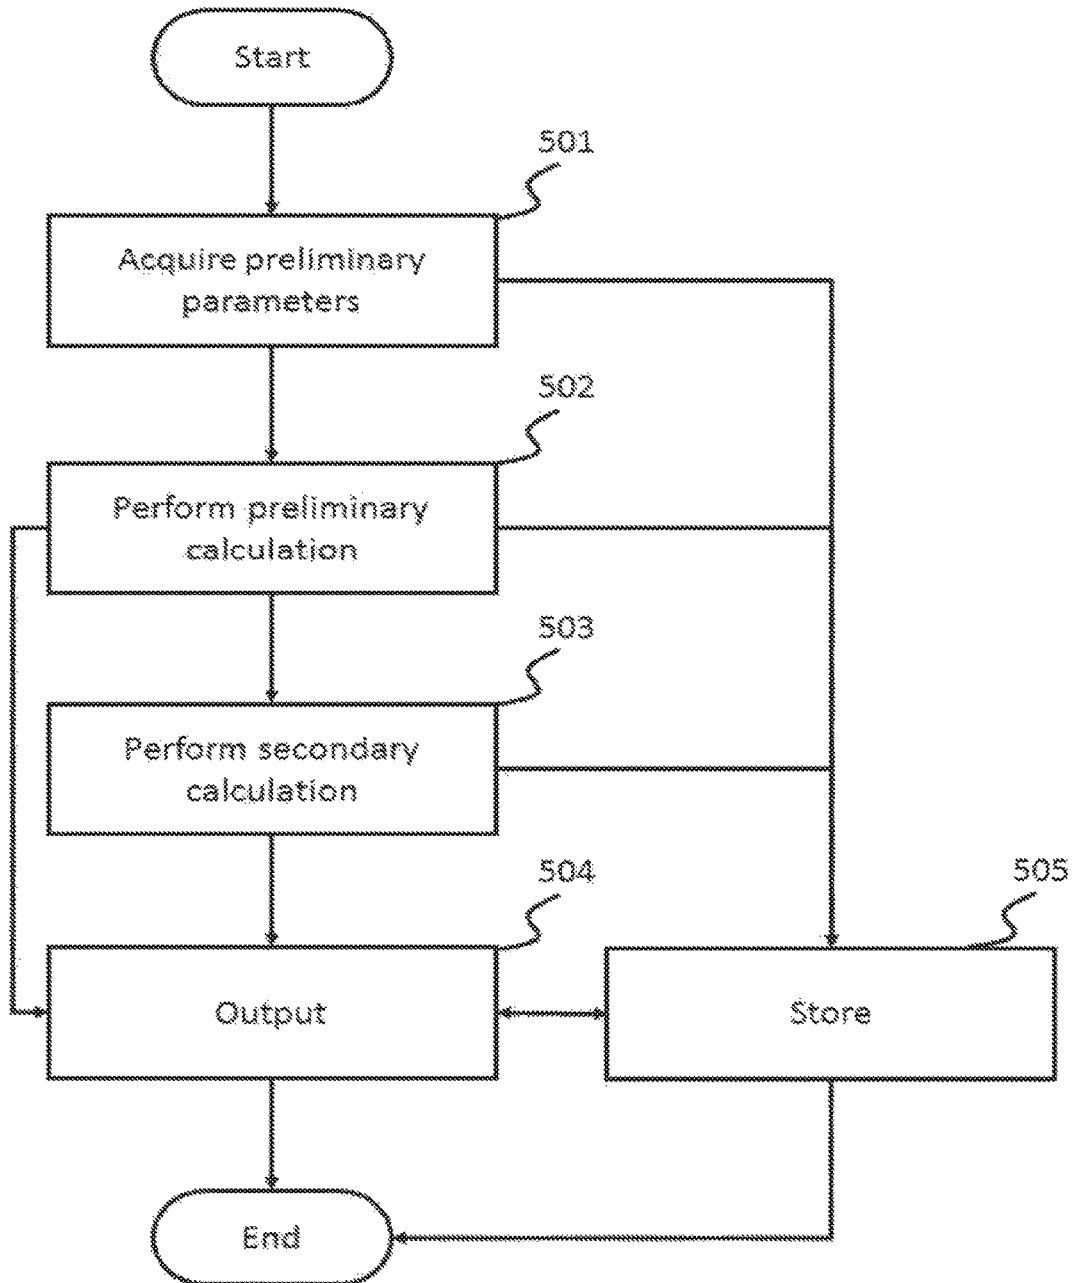 Start
501
Acquire preliminary
parameters
502
Perform preliminary
calculation
503
Perform secondary
calculation
504
Output
505
Store
End